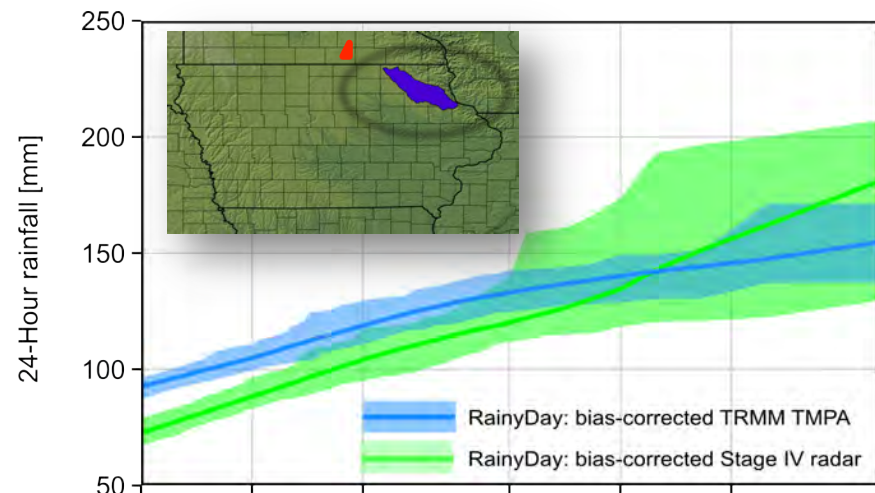 250
200
150
100
50
24-Hour rainfall [mm]
RainyDay: bias-corrected TRMM TMPA
RainyDay: bias-corrected Stage IV radar